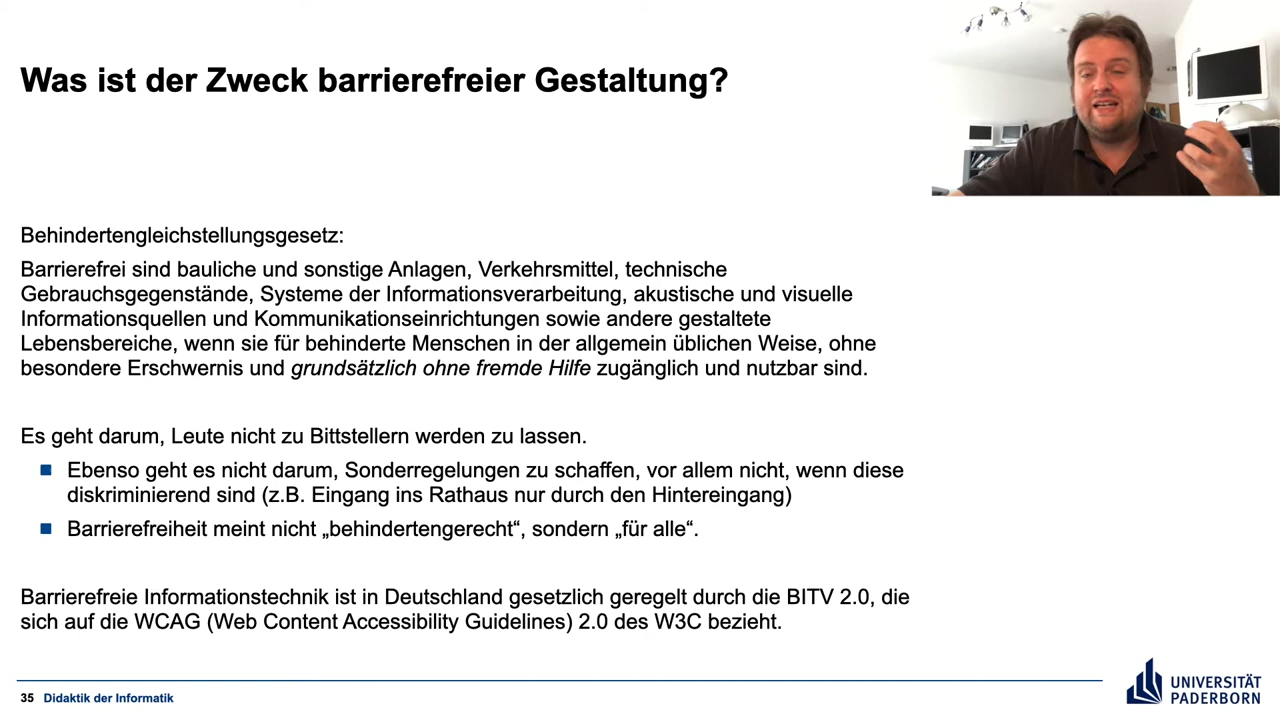 Was ist der Zweck barrierefreier Gestaltung?
Behindertengleichstellungsgesetz:
Barrierefrei sind bauliche und sonstige Anlagen, Verkehrsmittel, technische
Gebrauchsgegenstände, Systeme der Informationsverarbeitung, akustische und visuelle
Informationsquellen und Kommunikationseinrichtungen sowie andere gestaltete
Lebensbereiche, wenn sie für behinderte Menschen in der allgemein üblichen Weise, ohne
besondere Erschwernis und grundsätzlich ohne fremde Hilfe zugänglich und nutzbar sind.
Es geht darum, Leute nicht zu Bittstellern werden zu lassen.
Ebenso geht es nicht darum, Sonderregelungen zu schaffen, vor allem nicht, wenn diese
diskriminierend sind (z.B. Eingang ins Rathaus nur durch den Hintereingang)
Barrierefreiheit meint nicht „behindertengerecht“, sondern „für alle“.
Barrierefreie Informationstechnik ist in Deutschland gesetzlich geregelt durch die BITV 2.0, die
sich auf die WCAG (Web Content Accessibility Guidelines) 2.0 des W3C bezieht.
35 Didaktik der Informatik
UNIVERSITÄT
PADERBORN